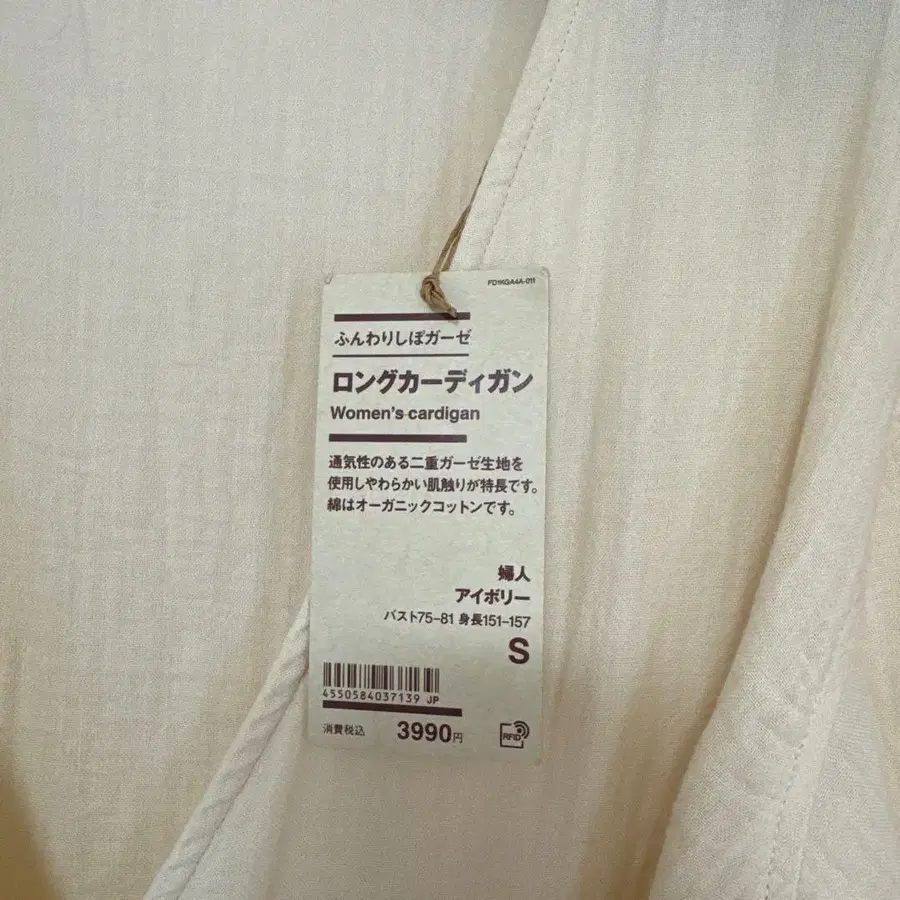 FD1KGA4A-011
ふんわりしぼガーゼ
ロングカーディガン
Women's cardigan
通気性のある二重ガーゼ生地を
使用しやわらかい肌触りが特長です。
綿はオーガニックコットンです。
婦人
アイボリー
バスト75-81 身長151-157
S
4550584037139 JP
消費税込 3990円
RFID